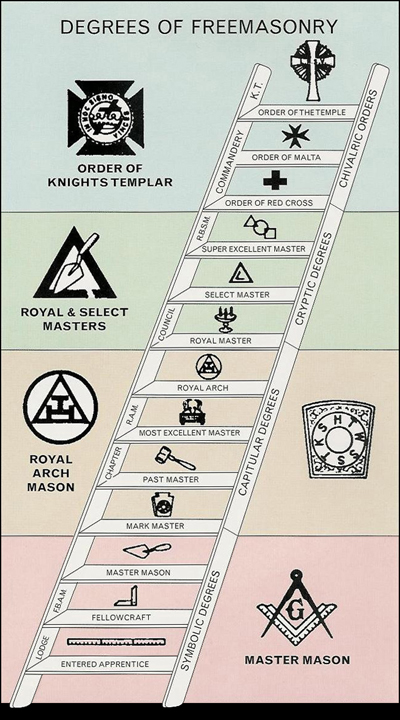 DEGREES OF FREEMASONRY
IN HOC SIGNO VINCES
ORDER OF
KNIGHTS TEMPLAR
K.T.
COMMANDERY
ORDER OF THE TEMPLE
ORDER OF MALTA
ORDER OF RED CROSS
CHIVALRIC ORDERS
ROYAL & SELECT
MASTERS
R.&S.M.
COUNCIL
SUPER EXCELLENT MASTER
SELECT MASTER
ROYAL MASTER
CRYPTIC DEGREES
ROYAL
ARCH
MASON
R.A.M.
CHAPTER
ROYAL ARCH
MOST EXCELLENT MASTER
PAST MASTER
MARK MASTER
CAPITULAR DEGREES
H T W S S T K S
F.&A.M.
LODGE
MASTER MASON
FELLOWCRAFT
ENTERED APPRENTICE
SYMBOLIC DEGREES
G
MASTER MASON